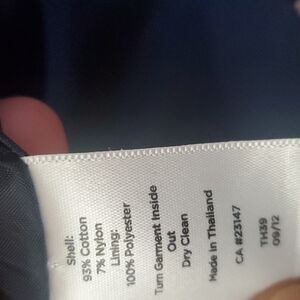 Shell:
93% Cotton
7% Nylon
Lining:
100% Polyester
Turn Garment Inside
Out
Dry Clean
Made in Thailand
CA #23147
TM39
09/12